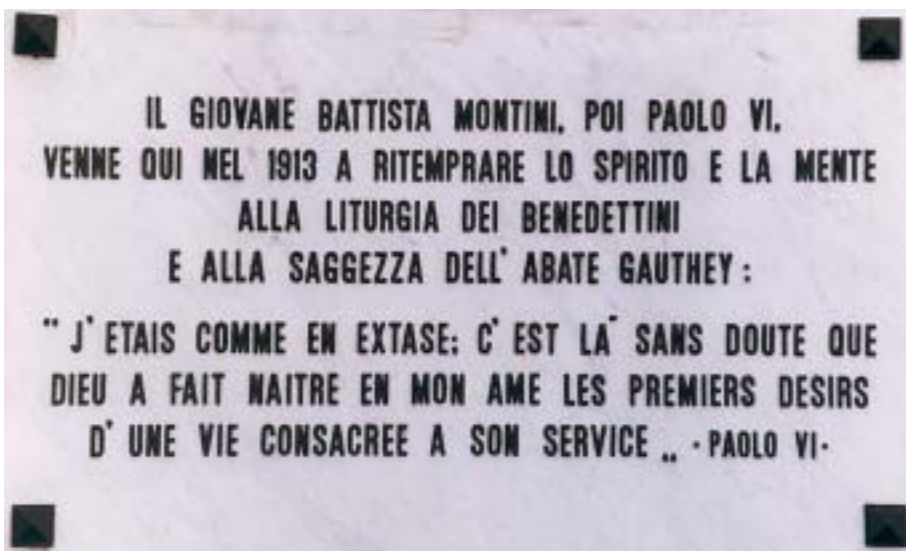 IL GIOVANE BATTISTA MONTINI, POI PAOLO VI,
VENNE QUI NEL 1913 A RITEMPRARE LO SPIRITO E LA MENTE
ALLA LITURGIA DEI BENEDETTINI
E ALLA SAGGEZZA DELL' ABATE GAUTHEY:
" J' ETAIS COMME EN EXTASE: C' EST LA` SANS DOUTE QUE
DIEU A FAIT NAITRE EN MON AME LES PREMIERS DESIRS
D' UNE VIE CONSACREE A SON SERVICE „ · PAOLO VI ·